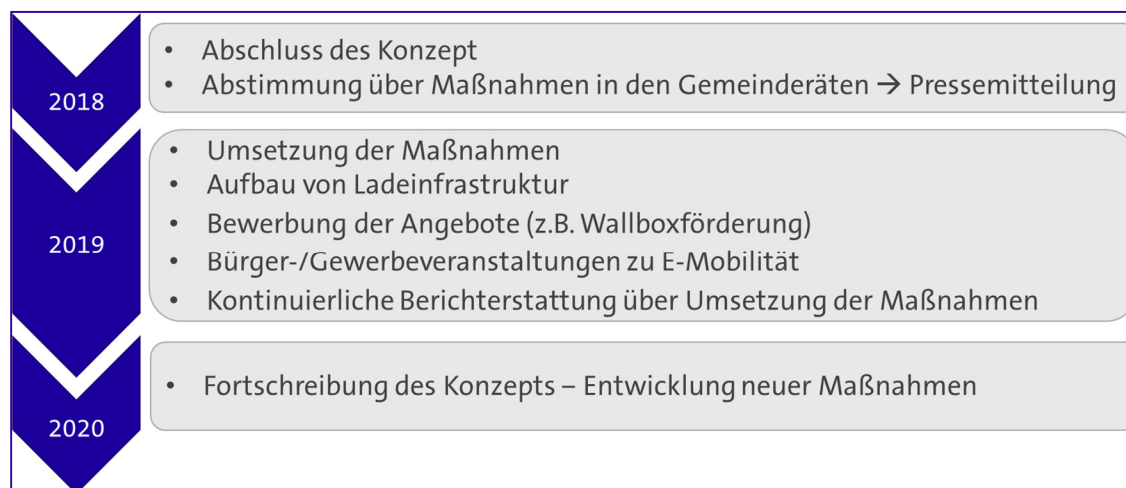 2018
• Abschluss des Konzept
• Abstimmung über Maßnahmen in den Gemeinderäten → Pressemitteilung
2019
• Umsetzung der Maßnahmen
• Aufbau von Ladeinfrastruktur
• Bewerbung der Angebote (z.B. Wallboxförderung)
• Bürger-/Gewerbeveranstaltungen zu E-Mobilität
• Kontinuierliche Berichterstattung über Umsetzung der Maßnahmen
2020
• Fortschreibung des Konzepts – Entwicklung neuer Maßnahmen